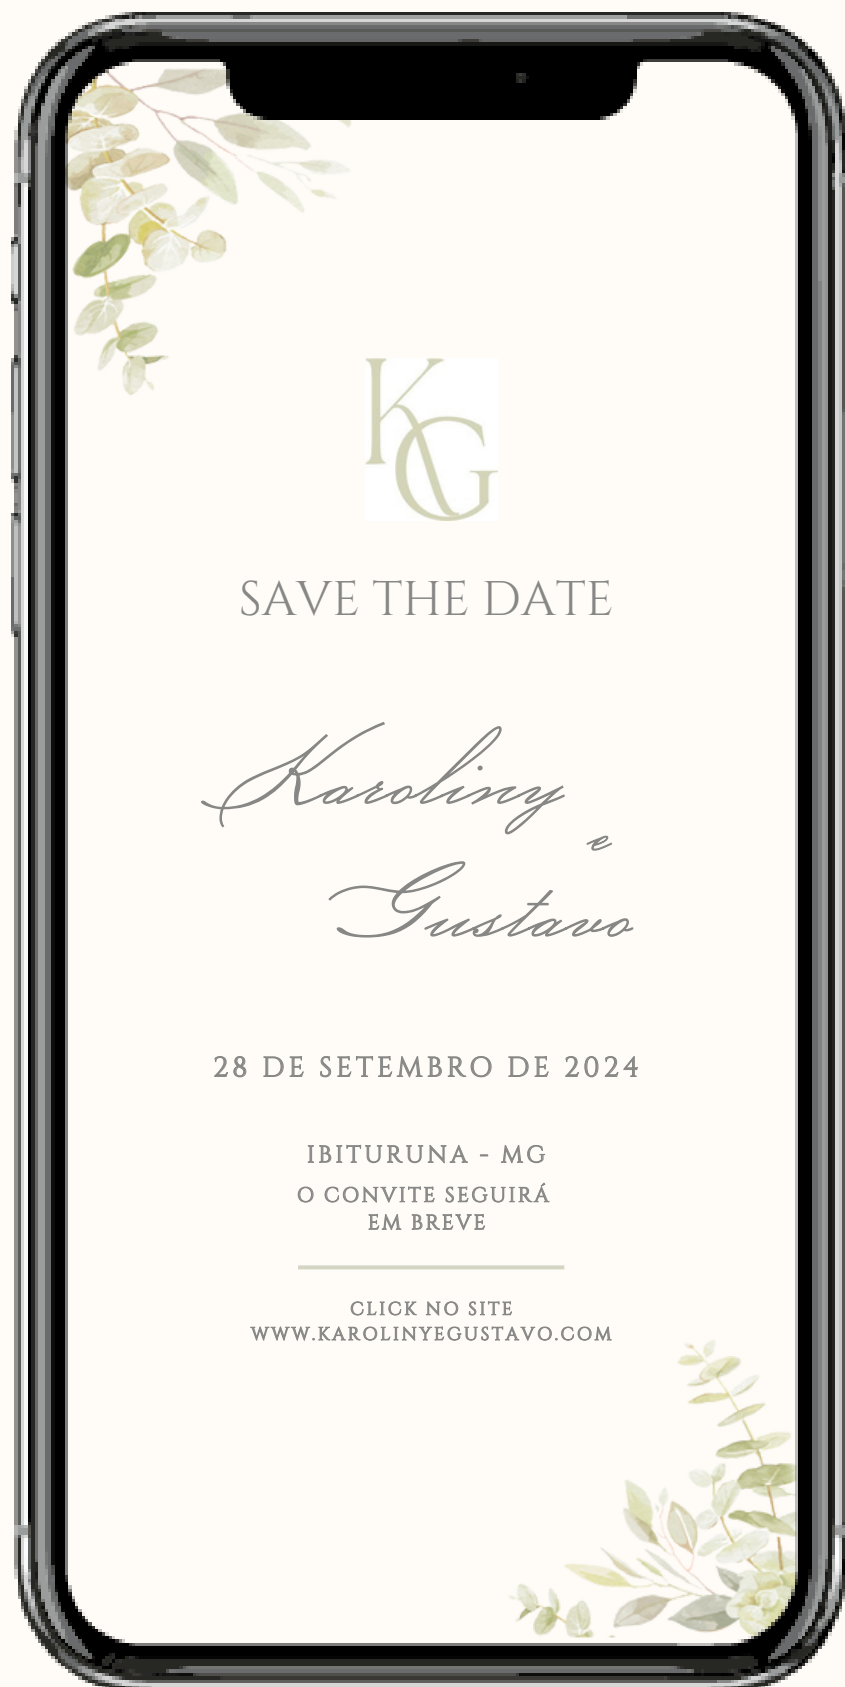 KG
SAVE THE DATE
Karoliny
e
Gustavo
28 DE SETEMBRO DE 2024
IBITURUNA - MG
O CONVITE SEGUIRÁ
EM BREVE
CLICK NO SITE
WWW.KAROLINYEGUSTAVO.COM